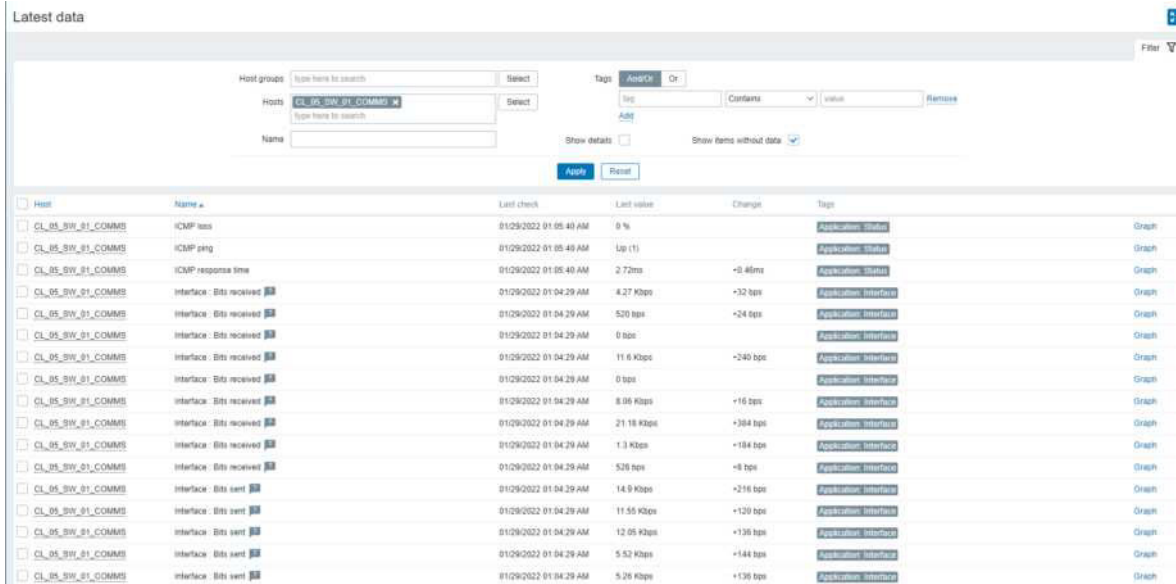 Latest data
Filter
Host groups type here to search Select Tags And/Or Or
Hosts CL_05_SW_01_COMMS Select tag Contains value Remove
type here to search Add
Name Show details Show items without data
Apply Reset
Host Name Last check Last value Change Tags
CL_05_SW_01_COMMS ICMP loss 01/29/2022 01:05:40 AM 0 % Application: Status Graph
CL_05_SW_01_COMMS ICMP ping 01/29/2022 01:05:40 AM Up (1) Application: Status Graph
CL_05_SW_01_COMMS ICMP response time 01/29/2022 01:05:40 AM 2.72ms +0.46ms Application: Status Graph
CL_05_SW_01_COMMS Interface : Bits received ? 01/29/2022 01:04:29 AM 4.27 Kbps +32 bps Application: Interface Graph
CL_05_SW_01_COMMS Interface : Bits received ? 01/29/2022 01:04:29 AM 520 bps +24 bps Application: Interface Graph
CL_05_SW_01_COMMS Interface : Bits received ? 01/29/2022 01:04:29 AM 0 bps Application: Interface Graph
CL_05_SW_01_COMMS Interface : Bits received ? 01/29/2022 01:04:29 AM 11.6 Kbps +240 bps Application: Interface Graph
CL_05_SW_01_COMMS Interface : Bits received ? 01/29/2022 01:04:29 AM 0 bps Application: Interface Graph
CL_05_SW_01_COMMS Interface : Bits received ? 01/29/2022 01:04:29 AM 8.06 Kbps +16 bps Application: Interface Graph
CL_05_SW_01_COMMS Interface : Bits received ? 01/29/2022 01:04:29 AM 21.18 Kbps +384 bps Application: Interface Graph
CL_05_SW_01_COMMS Interface : Bits received ? 01/29/2022 01:04:29 AM 1.3 Kbps +184 bps Application: Interface Graph
CL_05_SW_01_COMMS Interface : Bits received ? 01/29/2022 01:04:29 AM 528 bps +8 bps Application: Interface Graph
CL_05_SW_01_COMMS Interface : Bits sent ? 01/29/2022 01:04:29 AM 14.9 Kbps +216 bps Application: Interface Graph
CL_05_SW_01_COMMS Interface : Bits sent ? 01/29/2022 01:04:29 AM 11.55 Kbps +120 bps Application: Interface Graph
CL_05_SW_01_COMMS Interface : Bits sent ? 01/29/2022 01:04:29 AM 12.05 Kbps +136 bps Application: Interface Graph
CL_05_SW_01_COMMS Interface : Bits sent ? 01/29/2022 01:04:29 AM 5.52 Kbps +144 bps Application: Interface Graph
CL_05_SW_01_COMMS Interface : Bits sent ? 01/29/2022 01:04:29 AM 5.26 Kbps +136 bps Application: Interface Graph